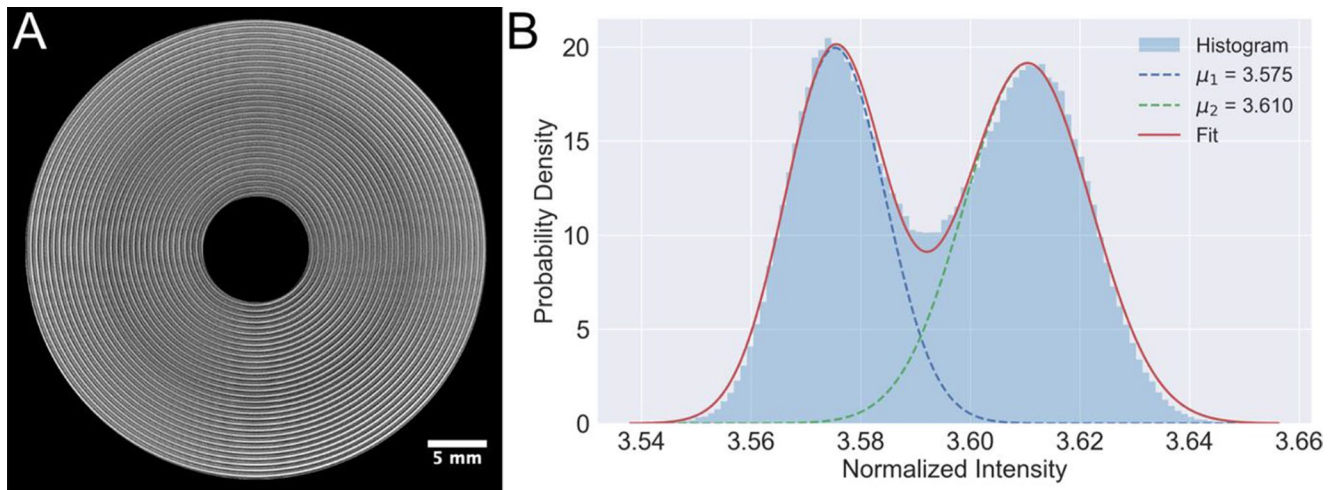 A
5 mm
B
Probability Density
20
15
10
5
0
Histogram
μ₁ = 3.575
μ₂ = 3.610
Fit
3.54 3.56 3.58 3.60 3.62 3.64 3.66
Normalized Intensity